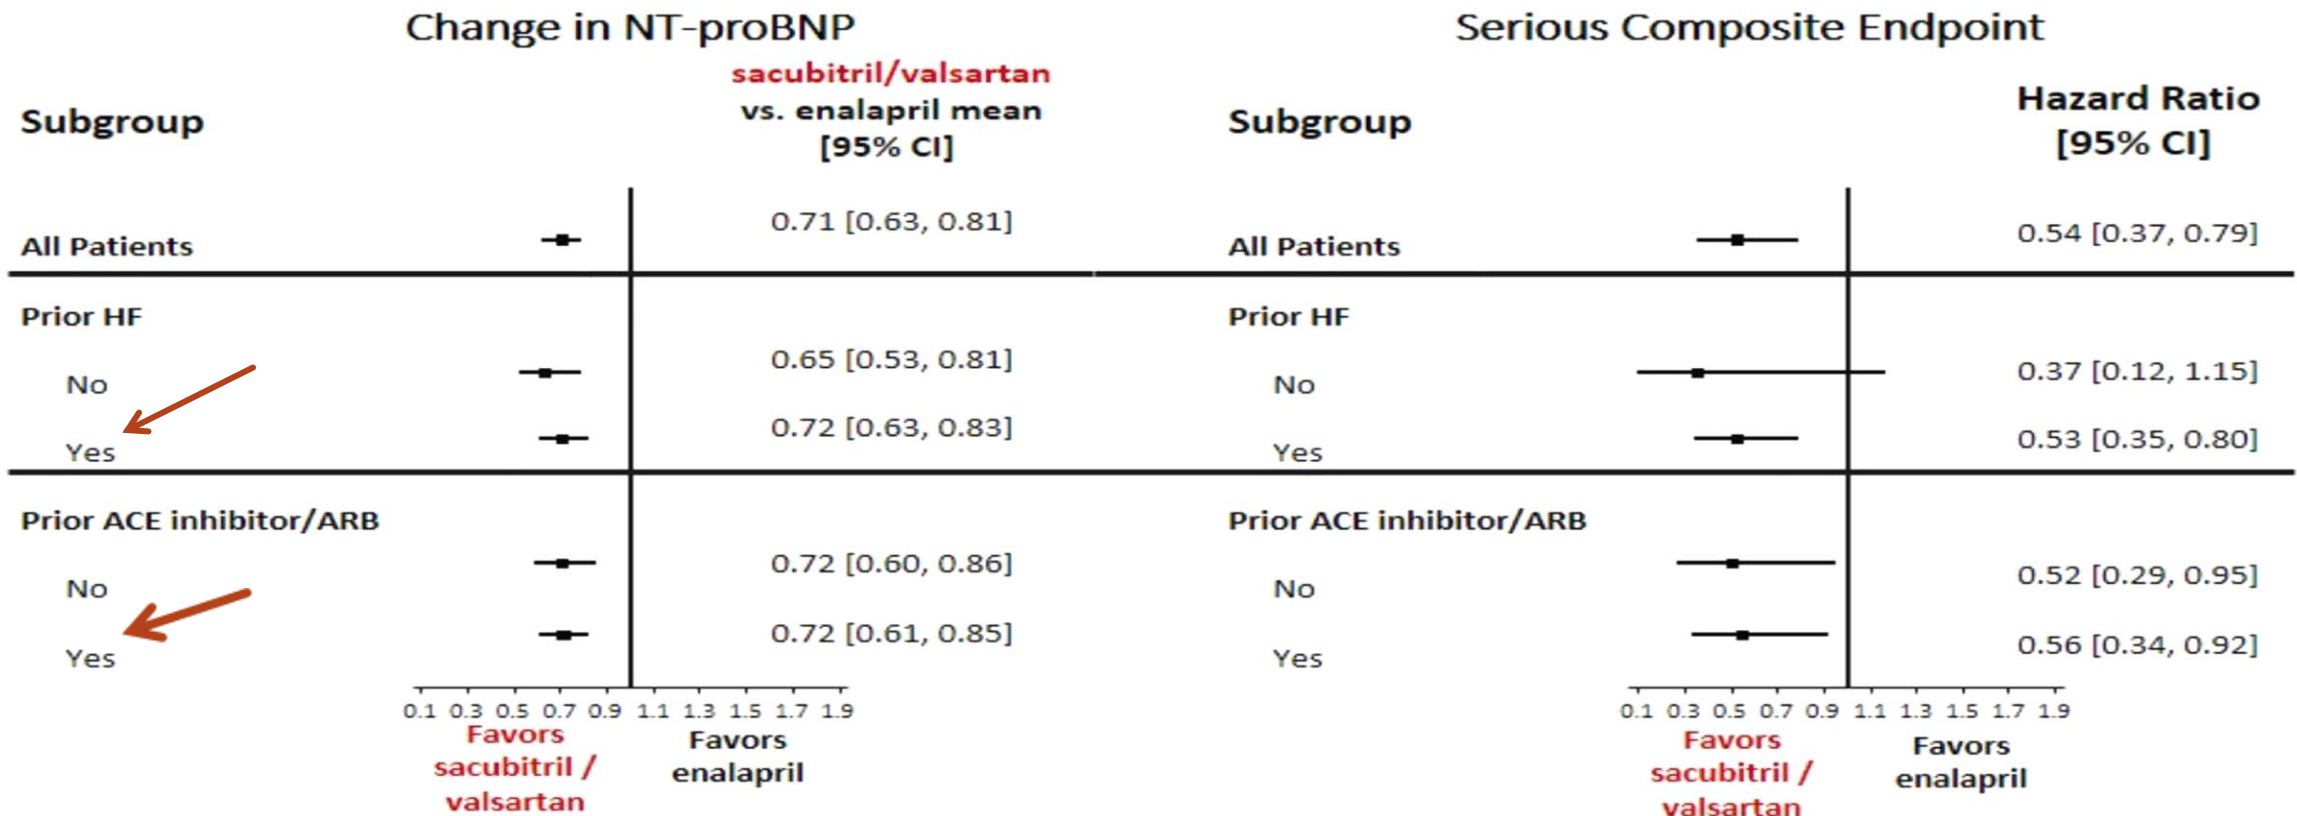 Change in NT-proBNP
Subgroup
sacubitril/valsartan
vs. enalapril mean
[95% CI]
All Patients
0.71 [0.63, 0.81]
Prior HF
No
0.65 [0.53, 0.81]
Yes
0.72 [0.63, 0.83]
Prior ACE inhibitor/ARB
No
0.72 [0.60, 0.86]
Yes
0.72 [0.61, 0.85]
0.1 0.3 0.5 0.7 0.9 1.1 1.3 1.5 1.7 1.9
Favors
sacubitril /
valsartan
Favors
enalapril
Serious Composite Endpoint
Subgroup
Hazard Ratio
[95% CI]
All Patients
0.54 [0.37, 0.79]
Prior HF
No
0.37 [0.12, 1.15]
Yes
0.53 [0.35, 0.80]
Prior ACE inhibitor/ARB
No
0.52 [0.29, 0.95]
Yes
0.56 [0.34, 0.92]
0.1 0.3 0.5 0.7 0.9 1.1 1.3 1.5 1.7 1.9
Favors
sacubitril /
valsartan
Favors
enalapril